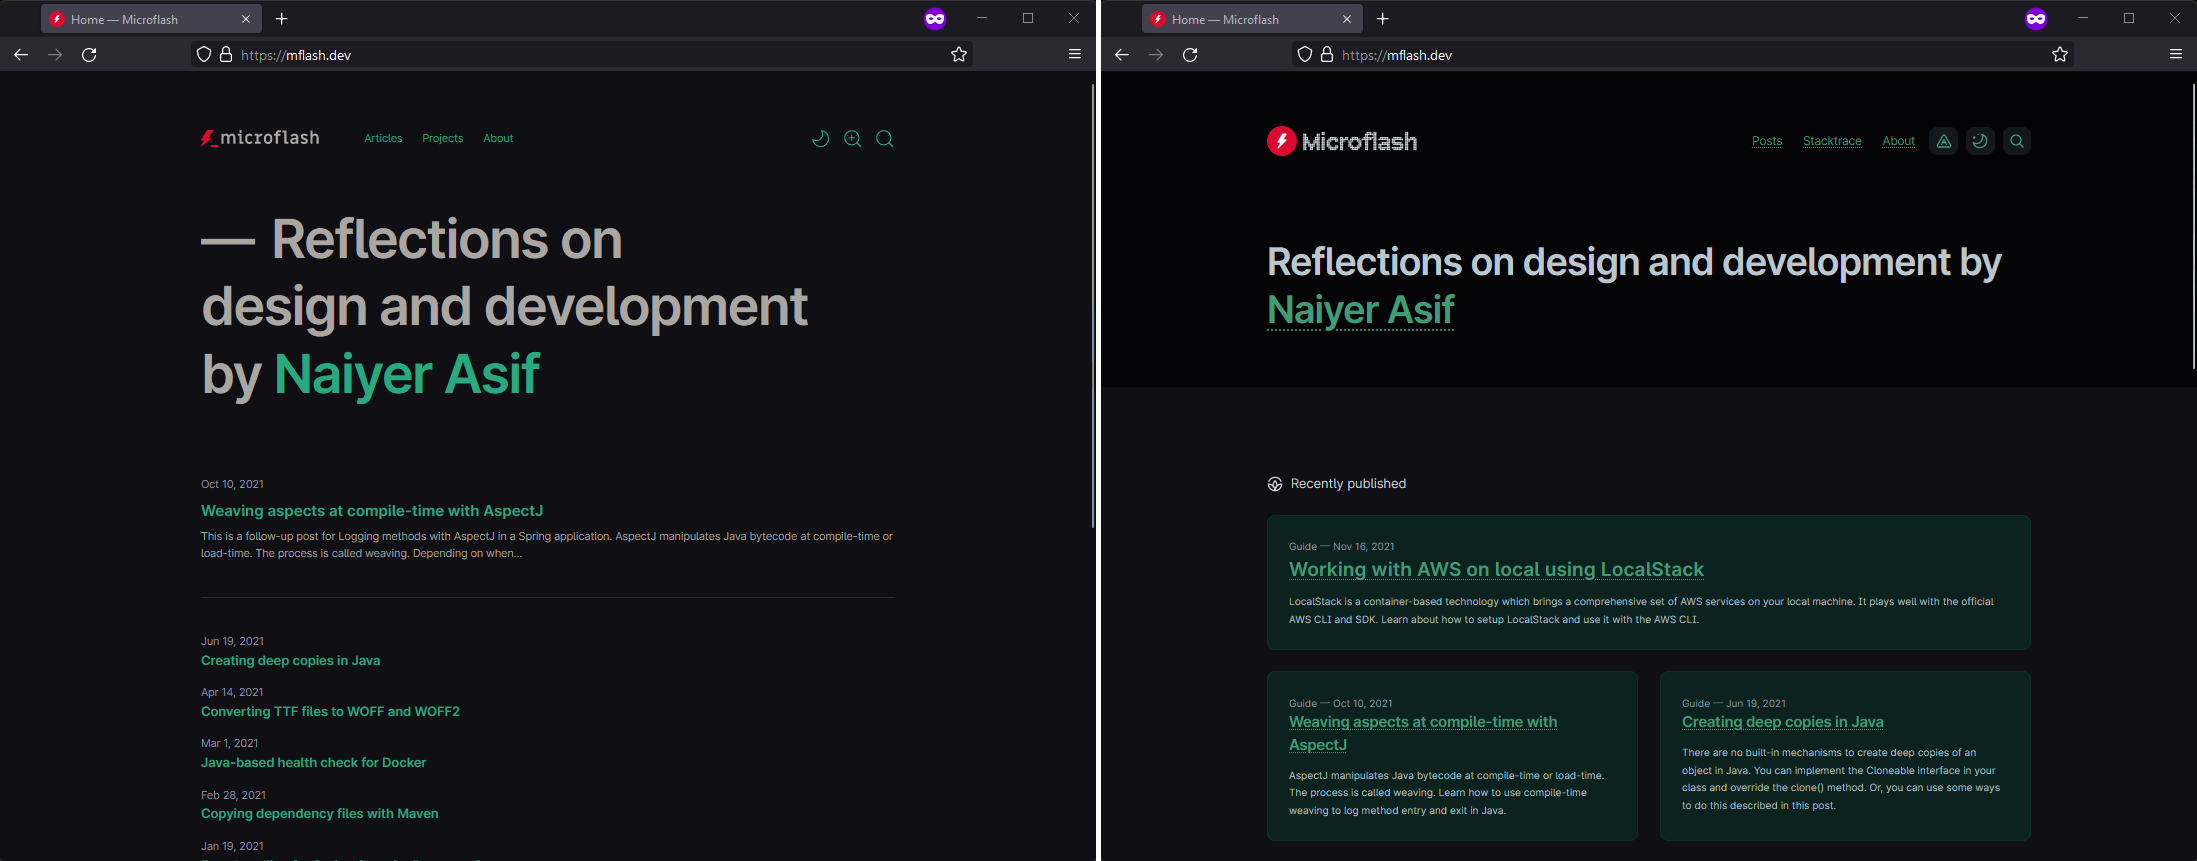 Home — Microflash
https://mflash.dev
_microflash
Articles
Projects
About
— Reflections on
design and development
by Naiyer Asif
Oct 10, 2021
Weaving aspects at compile-time with AspectJ
This is a follow-up post for Logging methods with AspectJ in a Spring application. AspectJ manipulates Java bytecode at compile-time or
load-time. The process is called weaving. Depending on when...
Jun 19, 2021
Creating deep copies in Java
Apr 14, 2021
Converting TTF files to WOFF and WOFF2
Mar 1, 2021
Java-based health check for Docker
Feb 28, 2021
Copying dependency files with Maven
Jan 19, 2021
Home — Microflash
https://mflash.dev
Microflash
Posts
Stacktrace
About
Reflections on design and development by
Naiyer Asif
Recently published
Guide — Nov 16, 2021
Working with AWS on local using LocalStack
LocalStack is a container-based technology which brings a comprehensive set of AWS services on your local machine. It plays well with the official
AWS CLI and SDK. Learn about how to setup LocalStack and use it with the AWS CLI.
Guide — Oct 10, 2021
Weaving aspects at compile-time with
AspectJ
AspectJ manipulates Java bytecode at compile-time or load-time.
The process is called weaving. Learn how to use compile-time
weaving to log method entry and exit in Java.
Guide — Jun 19, 2021
Creating deep copies in Java
There are no built-in mechanisms to create deep copies of an
object in Java. You can implement the Cloneable interface in your
class and override the clone() method. Or, you can use some ways
to do this described in this post.